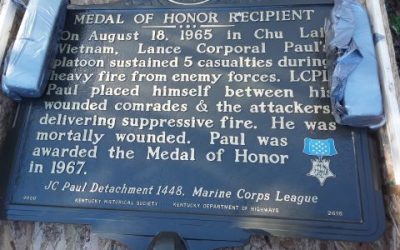 MEDAL OF HONOR RECIPIENT
On August 18, 1965 in Chu Lai
Vietnam, Lance Corporal Paul's
platoon sustained 5 casualties during
heavy fire from enemy forces. LCPL
Paul placed himself between his
wounded comrades & the attackers,
delivering suppressive fire. He was
mortally wounded. Paul was
awarded the Medal of Honor
in 1967.
JC Paul Detachment 1448, Marine Corps League
KENTUCKY HISTORICAL SOCIETY KENTUCKY DEPARTMENT OF HIGHWAYS